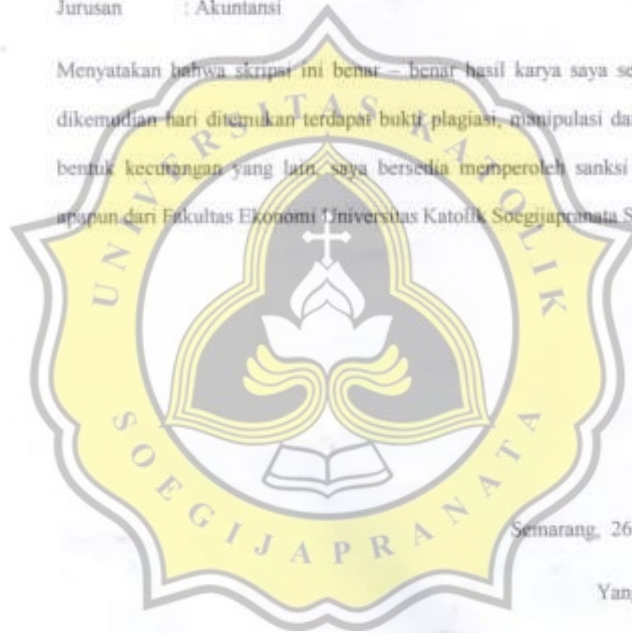 Jurusan : Akuntansi
Menyatakan bahwa skripsi ini benar – benar hasil karya saya se
dikemudian hari ditemukan terdapat bukti plagiasi, manipulasi da
bentuk kecurangan yang lain, saya bersedia memperoleh sanksi
apapun dari Fakultas Ekonomi Universitas Katolik Soegijapranata S
UNIVERSITAS KATOLIK
SOEGIJAPRANATA
Semarang, 26
Yang